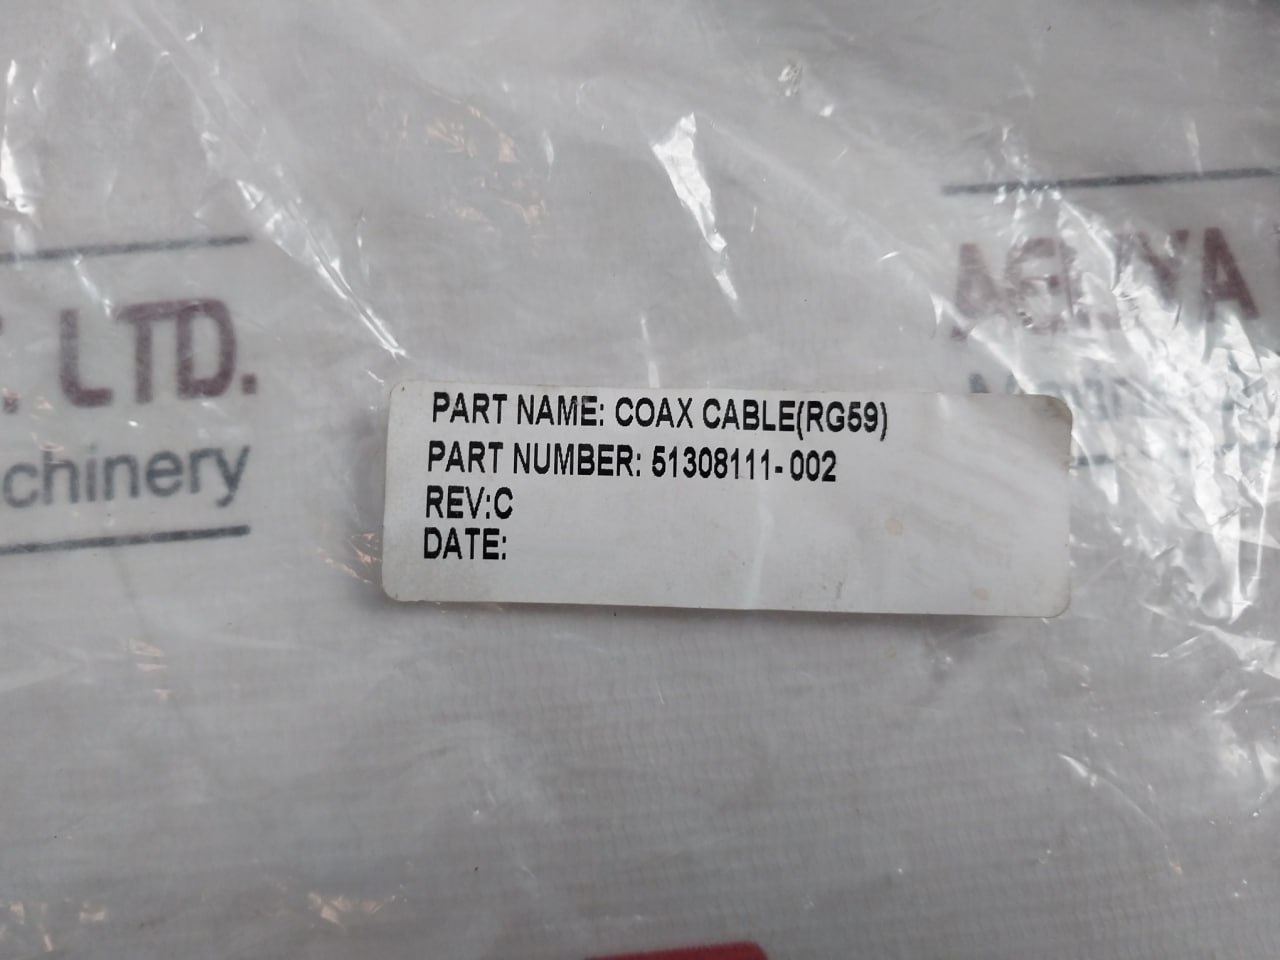 PART NAME: COAX CABLE(RG59)
PART NUMBER: 51308111-002
REV:C
DATE:
LTD.
chinery